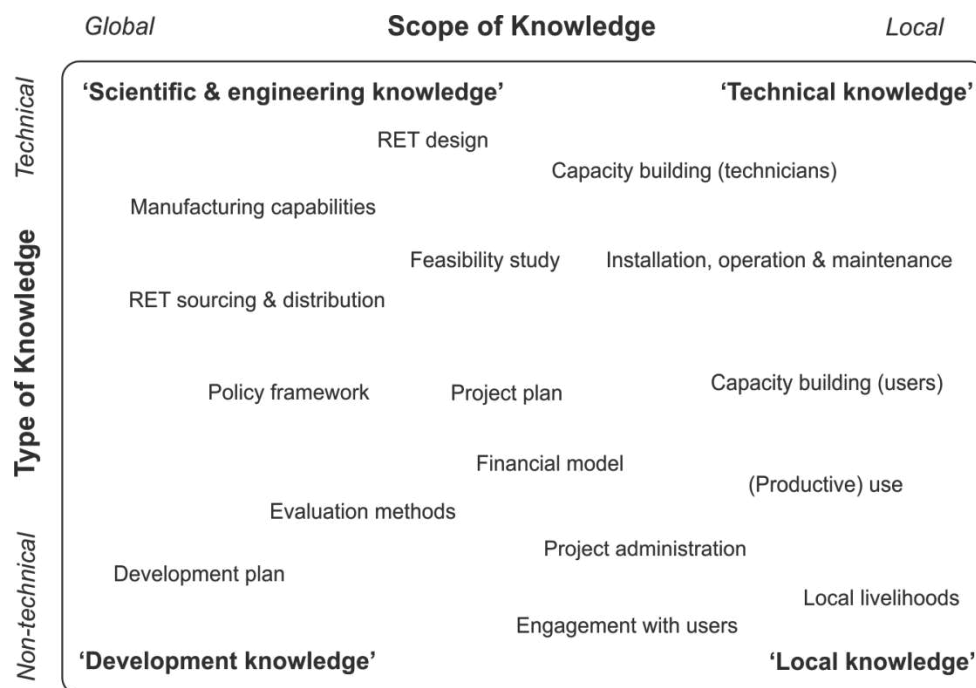 Global Scope of Knowledge Local
Technical
Type of Knowledge
Non-technical
‘Scientific & engineering knowledge’ ‘Technical knowledge’
RET design
Capacity building (technicians)
Manufacturing capabilities
Feasibility study Installation, operation & maintenance
RET sourcing & distribution
Policy framework Project plan Capacity building (users)
Financial model
(Productive) use
Evaluation methods
Project administration
Development plan
Local livelihoods
Engagement with users
‘Development knowledge’ ‘Local knowledge’